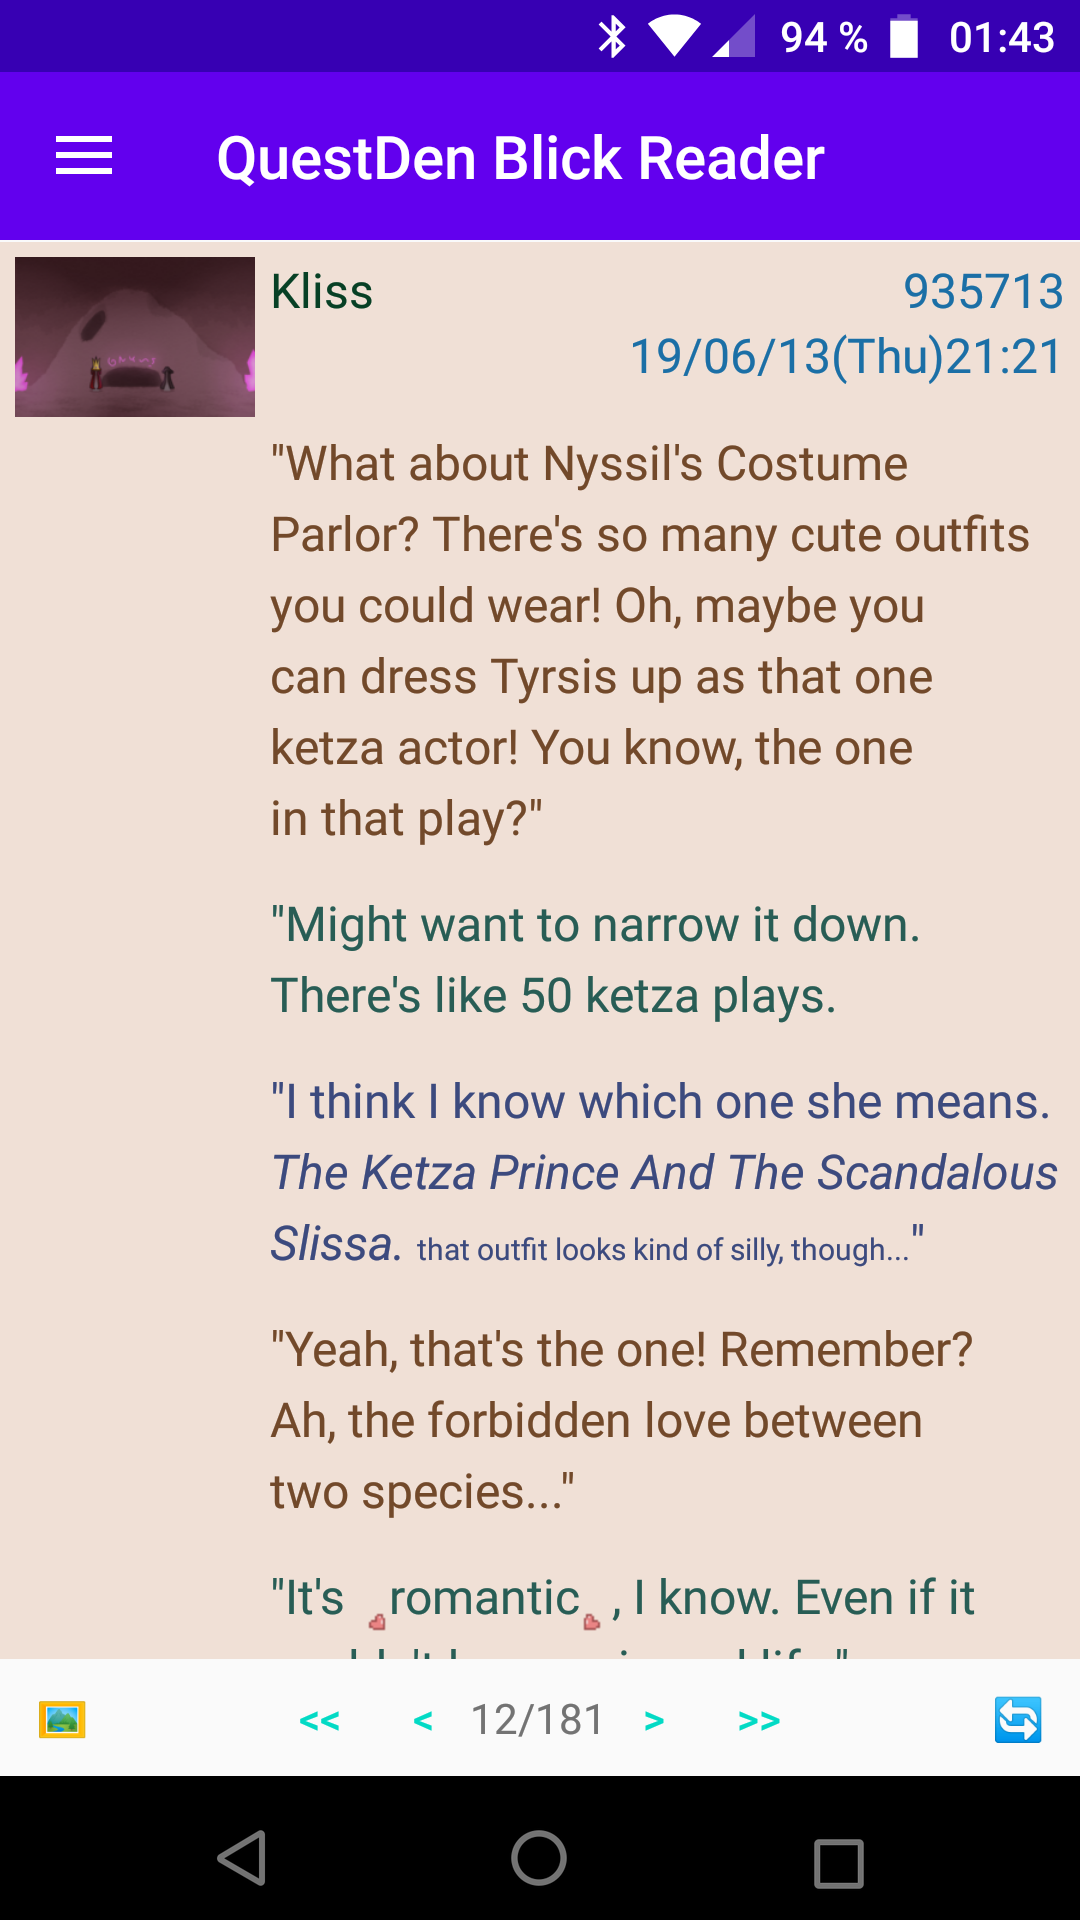 94 % 01:43
QuestDen Blick Reader
Kliss 935713
19/06/13(Thu)21:21
"What about Nyssil's Costume
Parlor? There's so many cute outfits
you could wear! Oh, maybe you
can dress Tyrsis up as that one
ketza actor! You know, the one
in that play?"
"Might want to narrow it down.
There's like 50 ketza plays.
"I think I know which one she means.
The Ketza Prince And The Scandalous
Slissa. that outfit looks kind of silly, though..."
"Yeah, that's the one! Remember?
Ah, the forbidden love between
two species..."
"It's romantic, I know. Even if it
<< < 12/181 > >>